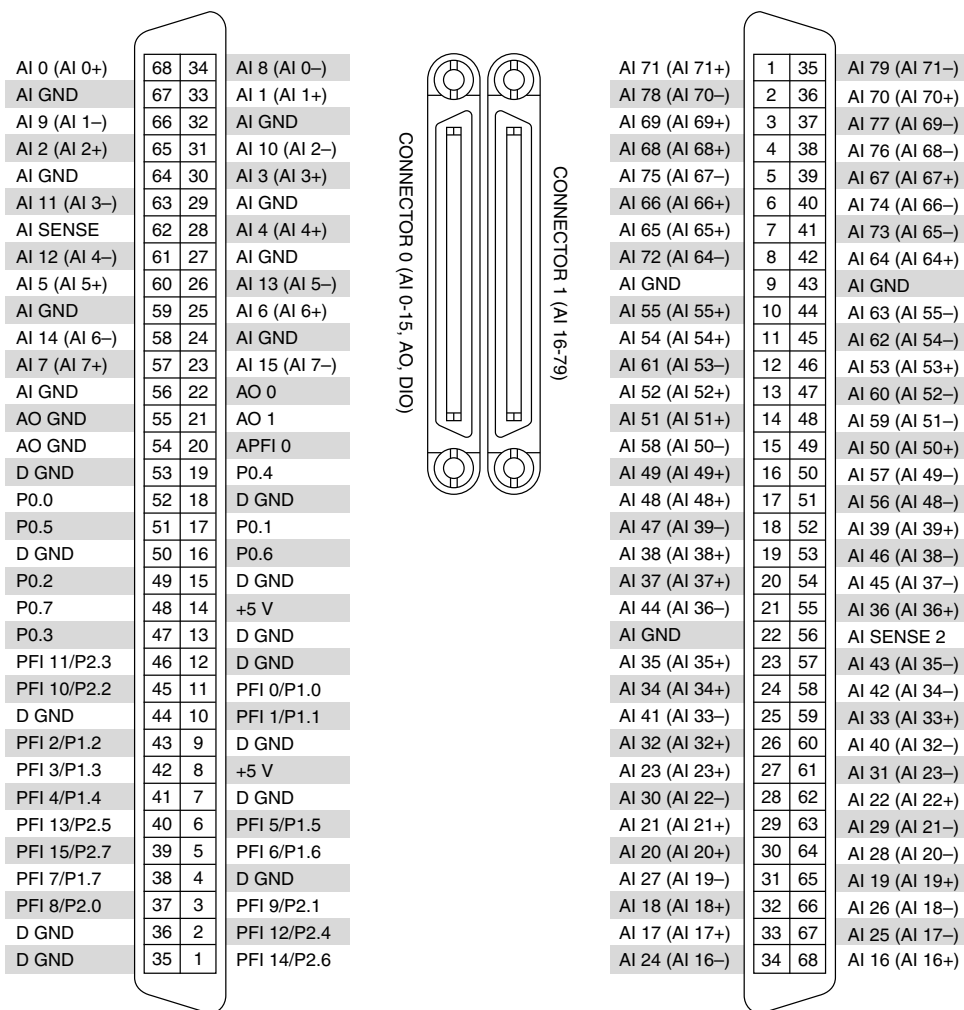 AI 0 (AI 0+) 68 34 AI 8 (AI 0–)
AI GND 67 33 AI 1 (AI 1+)
AI 9 (AI 1–) 66 32 AI GND
AI 2 (AI 2+) 65 31 AI 10 (AI 2–)
AI GND 64 30 AI 3 (AI 3+)
AI 11 (AI 3–) 63 29 AI GND
AI SENSE 62 28 AI 4 (AI 4+)
AI 12 (AI 4–) 61 27 AI GND
AI 5 (AI 5+) 60 26 AI 13 (AI 5–)
AI GND 59 25 AI 6 (AI 6+)
AI 14 (AI 6–) 58 24 AI GND
AI 7 (AI 7+) 57 23 AI 15 (AI 7–)
AI GND 56 22 AO 0
AO GND 55 21 AO 1
AO GND 54 20 APFI 0
D GND 53 19 P0.4
P0.0 52 18 D GND
P0.5 51 17 P0.1
D GND 50 16 P0.6
P0.2 49 15 D GND
P0.7 48 14 +5 V
P0.3 47 13 D GND
PFI 11/P2.3 46 12 D GND
PFI 10/P2.2 45 11 PFI 0/P1.0
D GND 44 10 PFI 1/P1.1
PFI 2/P1.2 43 9 D GND
PFI 3/P1.3 42 8 +5 V
PFI 4/P1.4 41 7 D GND
PFI 13/P2.5 40 6 PFI 5/P1.5
PFI 15/P2.7 39 5 PFI 6/P1.6
PFI 7/P1.7 38 4 D GND
PFI 8/P2.0 37 3 PFI 9/P2.1
D GND 36 2 PFI 12/P2.4
D GND 35 1 PFI 14/P2.6
CONNECTOR 0 (AI 0-15, AO, DIO)
CONNECTOR 1 (AI 16-79)
AI 71 (AI 71+) 1 35 AI 79 (AI 71–)
AI 78 (AI 70–) 2 36 AI 70 (AI 70+)
AI 69 (AI 69+) 3 37 AI 77 (AI 69–)
AI 68 (AI 68+) 4 38 AI 76 (AI 68–)
AI 75 (AI 67–) 5 39 AI 67 (AI 67+)
AI 66 (AI 66+) 6 40 AI 74 (AI 66–)
AI 65 (AI 65+) 7 41 AI 73 (AI 65–)
AI 72 (AI 64–) 8 42 AI 64 (AI 64+)
AI GND 9 43 AI GND
AI 55 (AI 55+) 10 44 AI 63 (AI 55–)
AI 54 (AI 54+) 11 45 AI 62 (AI 54–)
AI 61 (AI 53–) 12 46 AI 53 (AI 53+)
AI 52 (AI 52+) 13 47 AI 60 (AI 52–)
AI 51 (AI 51+) 14 48 AI 59 (AI 51–)
AI 58 (AI 50–) 15 49 AI 50 (AI 50+)
AI 49 (AI 49+) 16 50 AI 57 (AI 49–)
AI 48 (AI 48+) 17 51 AI 56 (AI 48–)
AI 47 (AI 39–) 18 52 AI 39 (AI 39+)
AI 38 (AI 38+) 19 53 AI 46 (AI 38–)
AI 37 (AI 37+) 20 54 AI 45 (AI 37–)
AI 44 (AI 36–) 21 55 AI 36 (AI 36+)
AI GND 22 56 AI SENSE 2
AI 35 (AI 35+) 23 57 AI 43 (AI 35–)
AI 34 (AI 34+) 24 58 AI 42 (AI 34–)
AI 41 (AI 33–) 25 59 AI 33 (AI 33+)
AI 32 (AI 32+) 26 60 AI 40 (AI 32–)
AI 23 (AI 23+) 27 61 AI 31 (AI 23–)
AI 30 (AI 22–) 28 62 AI 22 (AI 22+)
AI 21 (AI 21+) 29 63 AI 29 (AI 21–)
AI 20 (AI 20+) 30 64 AI 28 (AI 20–)
AI 27 (AI 19–) 31 65 AI 19 (AI 19+)
AI 18 (AI 18+) 32 66 AI 26 (AI 18–)
AI 17 (AI 17+) 33 67 AI 25 (AI 17–)
AI 24 (AI 16–) 34 68 AI 16 (AI 16+)